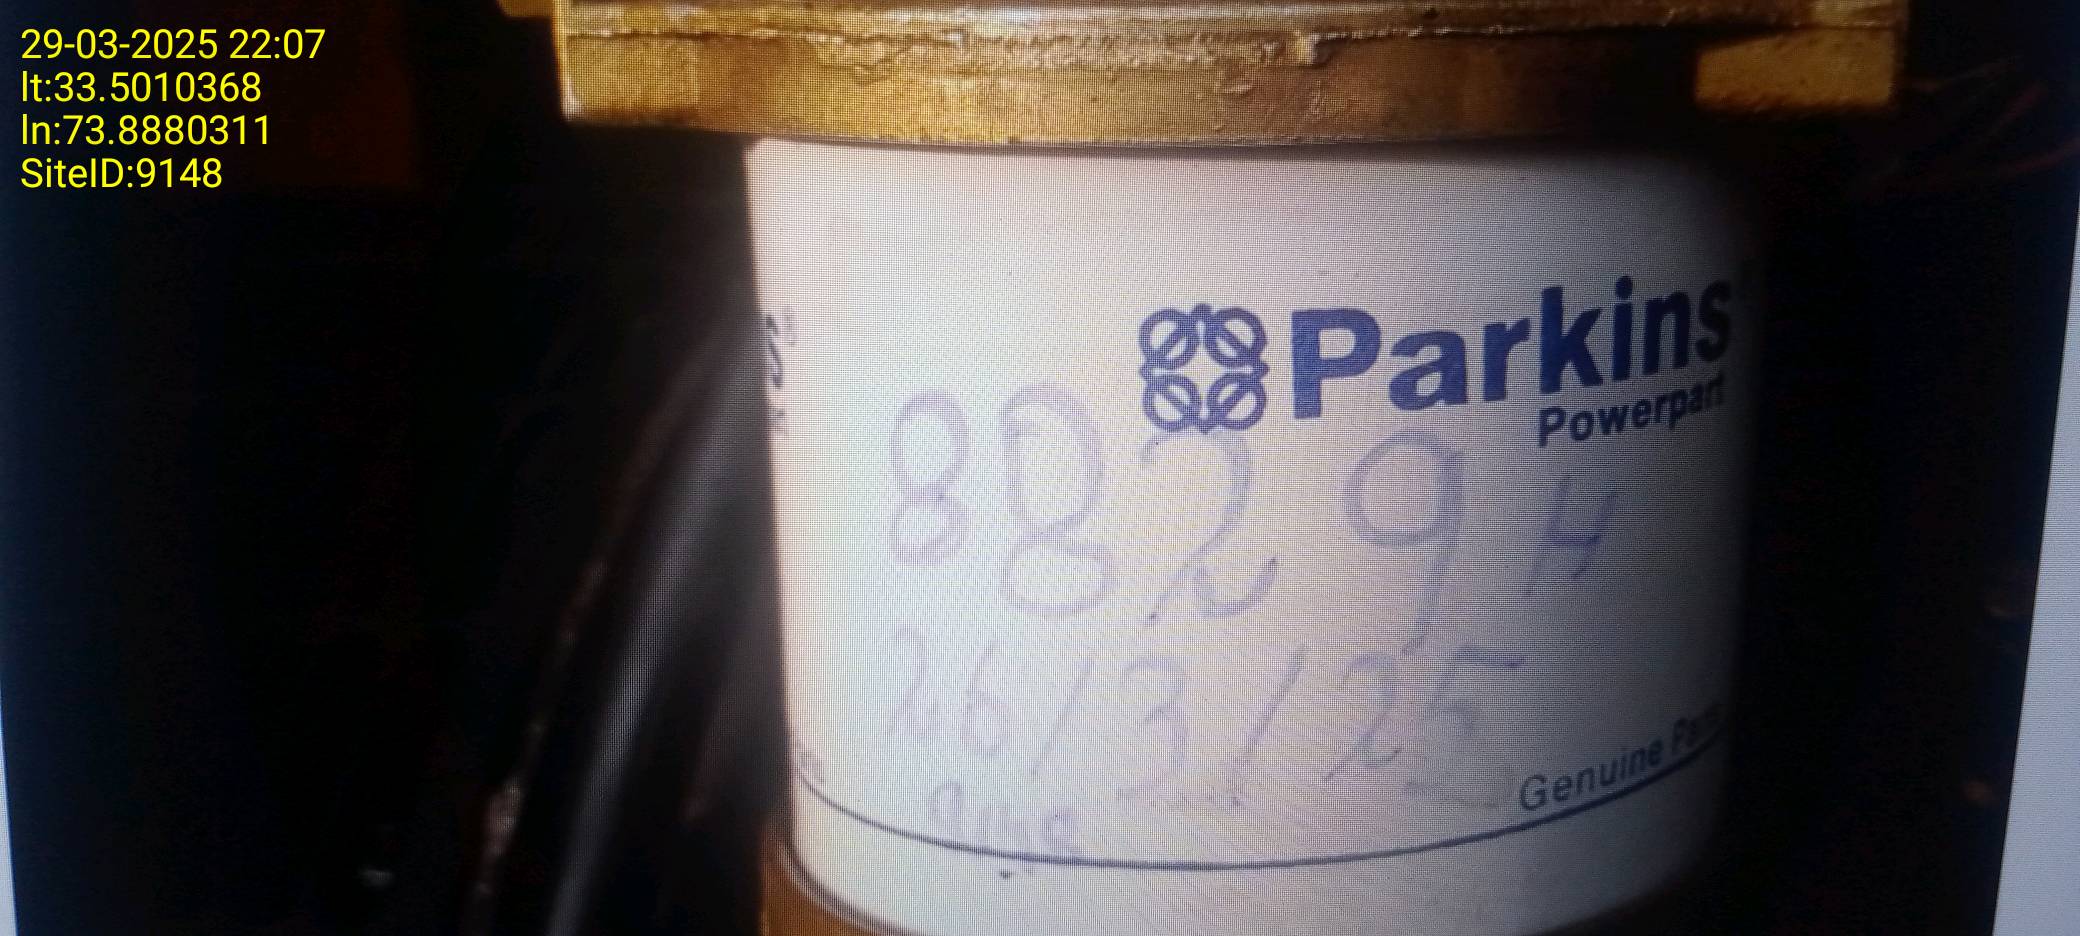 29-03-2025 22:07
lt:33.5010368
ln:73.8880311
SiteID:9148
Parkins
Powerpart
88294
26/3/25
Genuine Parts